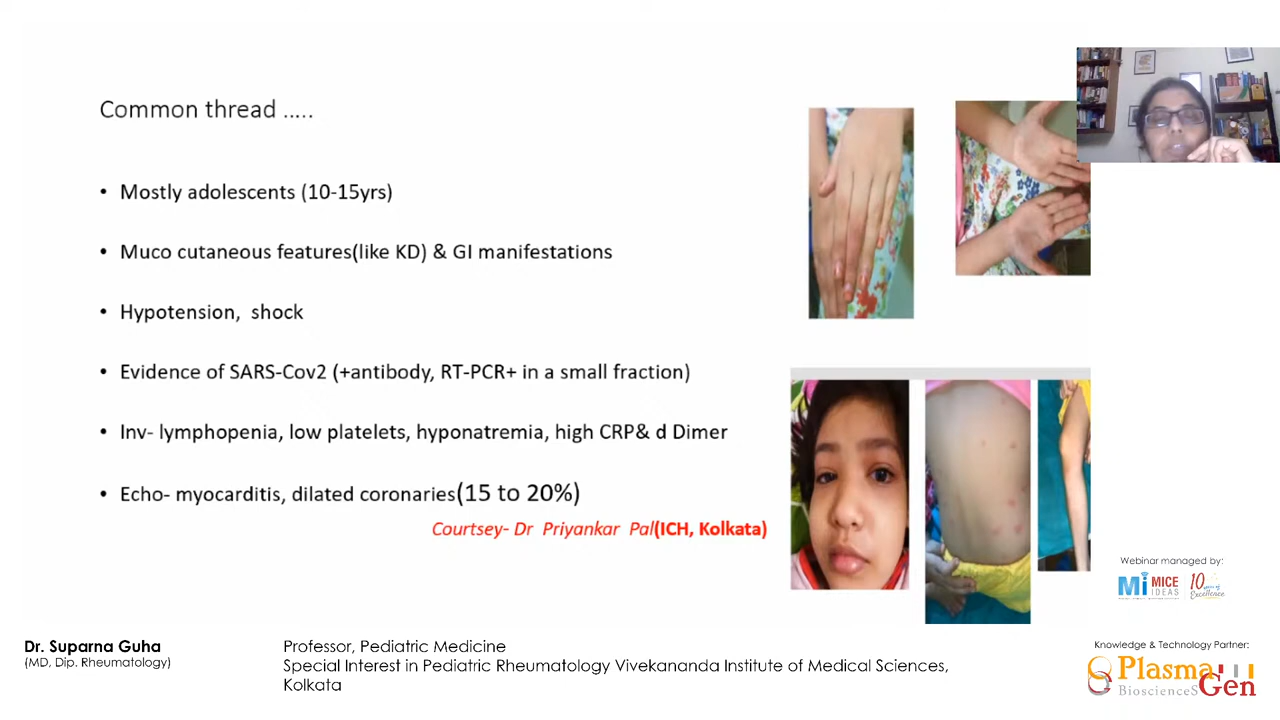 Common thread .....
• Mostly adolescents (10-15yrs)
• Muco cutaneous features(like KD) & GI manifestations
• Hypotension,  shock
• Evidence of SARS-Cov2 (+antibody, RT-PCR+ in a small fraction)
• Inv- lymphopenia, low platelets, hyponatremia, high CRP& d Dimer
• Echo- myocarditis, dilated coronaries(15 to 20%)
Courtsey- Dr  Priyankar  Pal(ICH, Kolkata)
Webinar managed by:
Mi MICE IDEAS
10 years of Excellence
Dr. Suparna Guha
(MD, Dip. Rheumatology)
Professor, Pediatric Medicine
Special Interest in Pediatric Rheumatology Vivekananda Institute of Medical Sciences,
Kolkata
Knowledge & Technology Partner:
PlasmaGen
BioscienceS